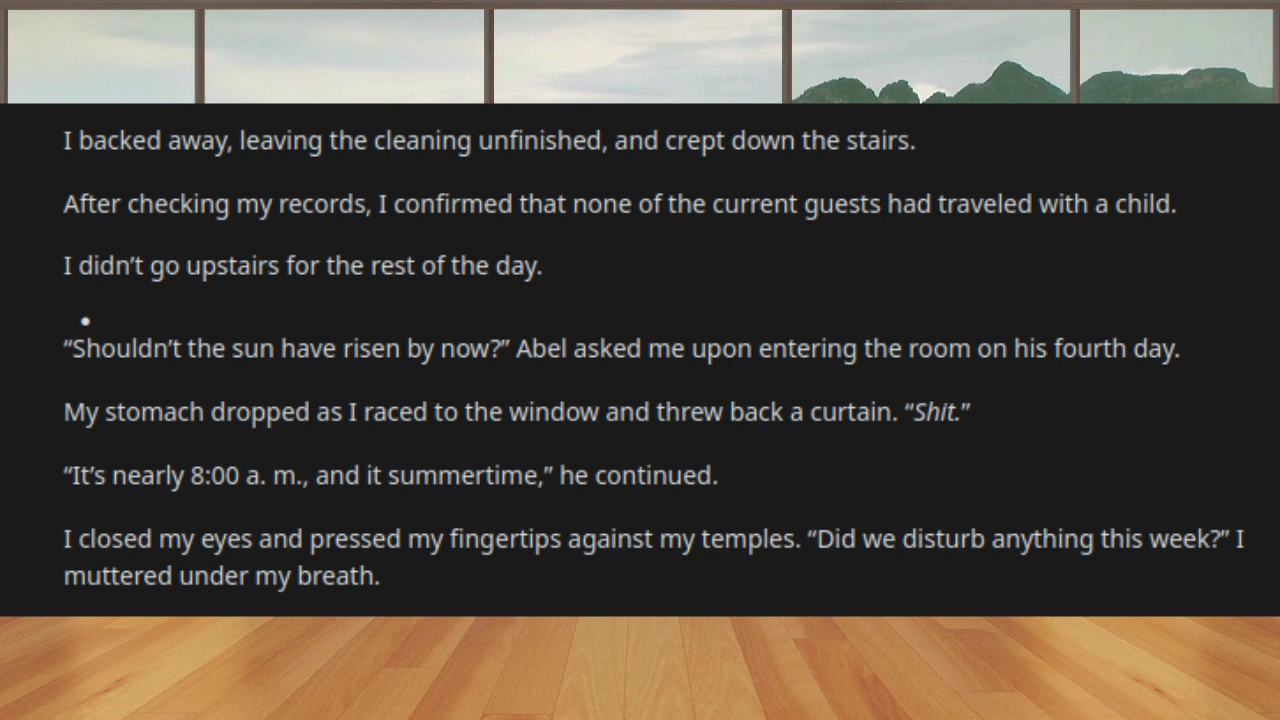 I backed away, leaving the cleaning unfinished, and crept down the stairs.
After checking my records, I confirmed that none of the current guests had traveled with a child.
I didn’t go upstairs for the rest of the day.
•
“Shouldn’t the sun have risen by now?” Abel asked me upon entering the room on his fourth day.
My stomach dropped as I raced to the window and threw back a curtain. “Shit.”
“It’s nearly 8:00 a. m., and it summertime,” he continued.
I closed my eyes and pressed my fingertips against my temples. “Did we disturb anything this week?” I
muttered under my breath.